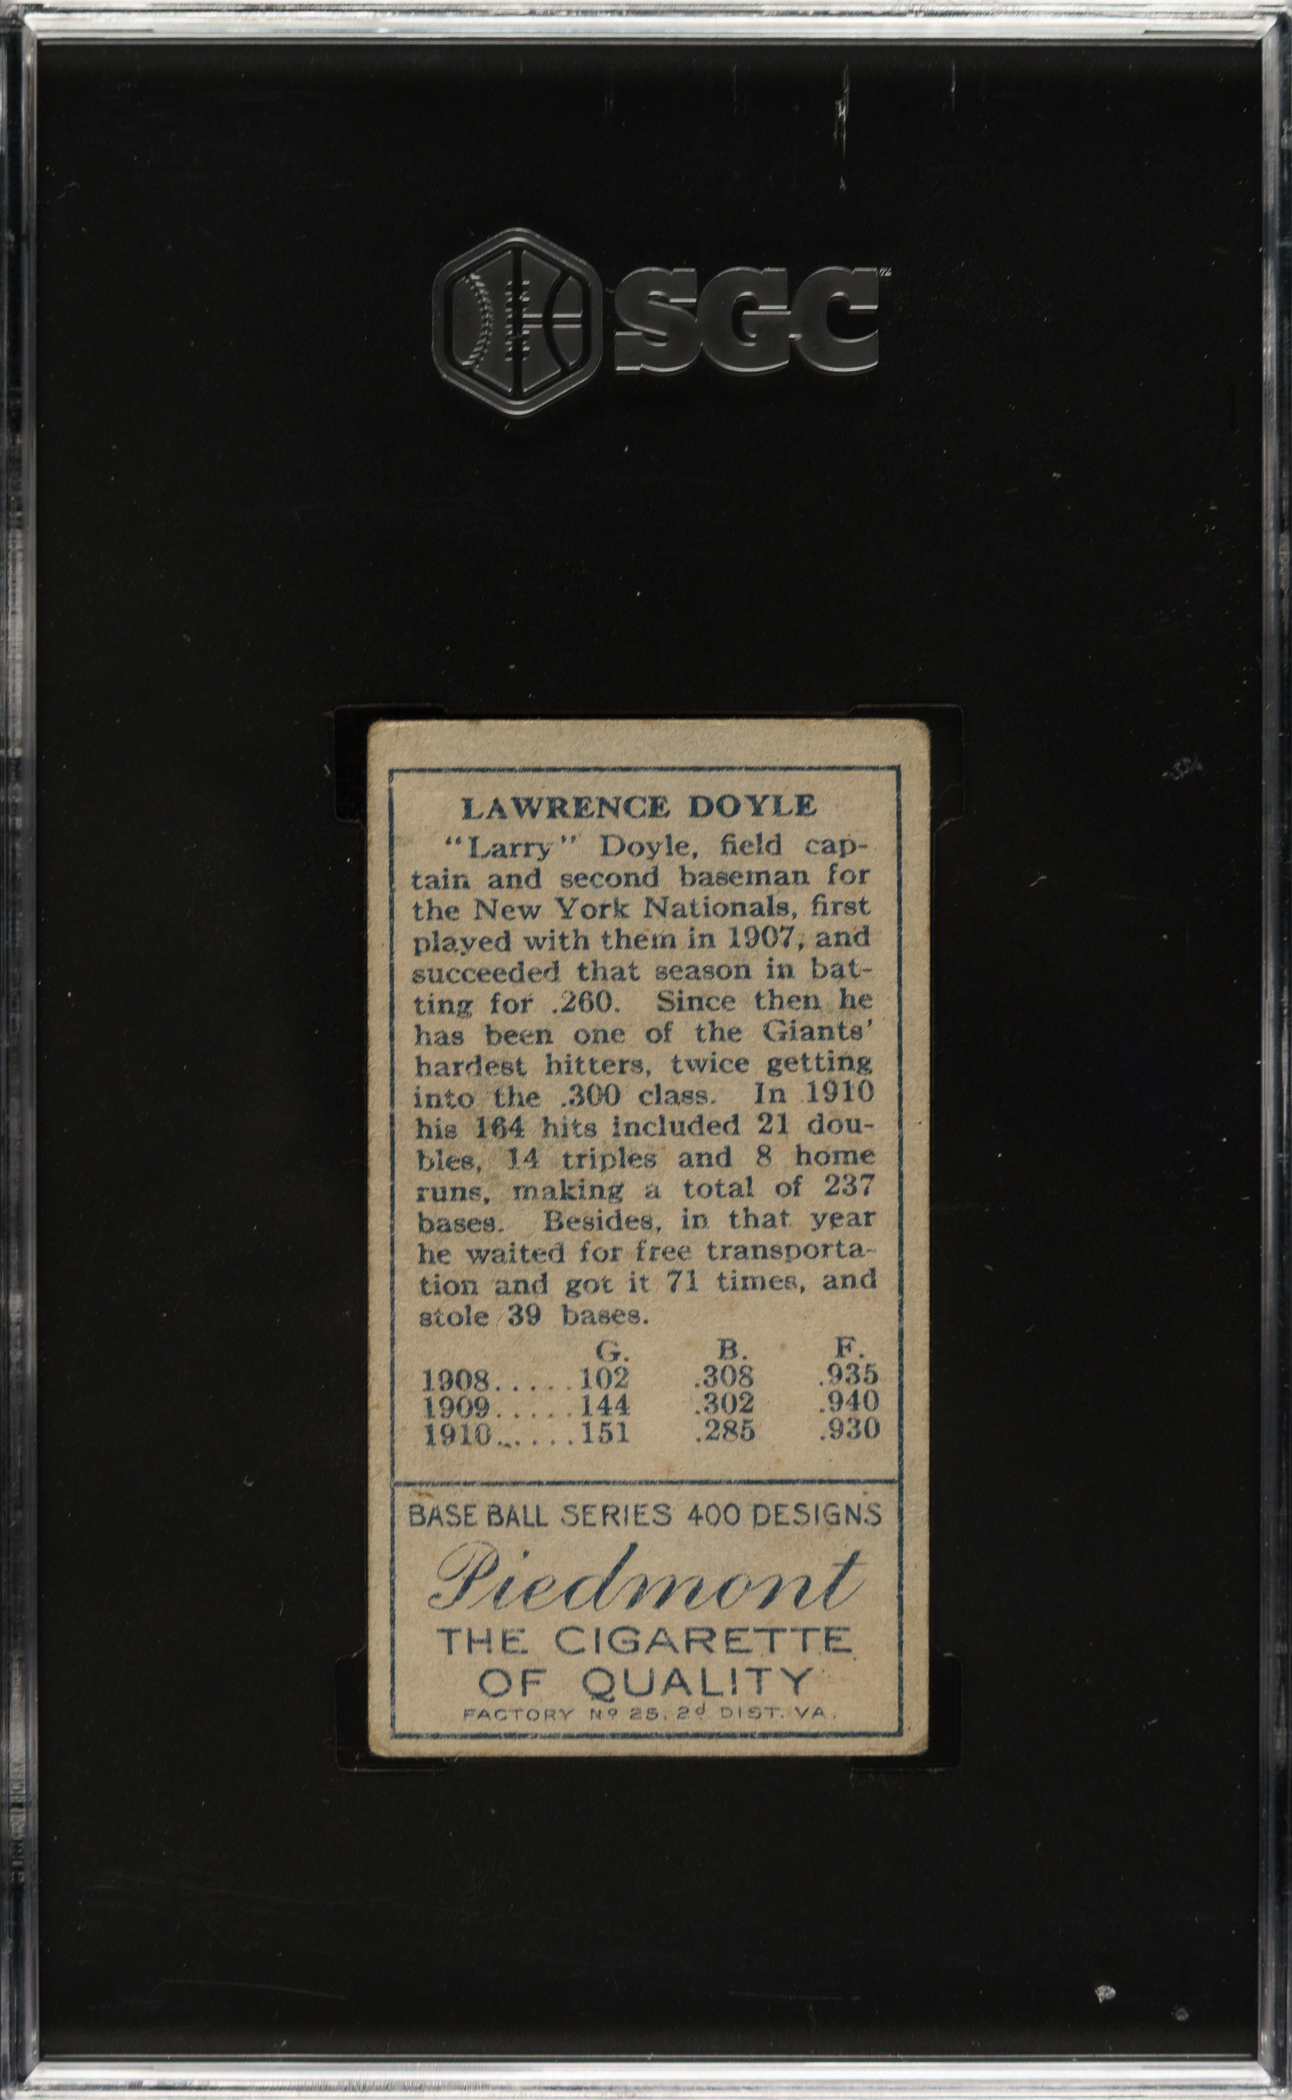 SGC
LAWRENCE DOYLE
"Larry" Doyle, field cap-
tain and second baseman for
the New York Nationals, first
played with them in 1907, and
succeeded that season in bat-
ting for .260. Since then he
has been one of the Giants'
hardest hitters, twice getting
into the .300 class. In 1910
his 164 hits included 21 dou-
bles, 14 triples and 8 home
runs, making a total of 237
bases. Besides, in that year
he waited for free transporta-
tion and got it 71 times, and
stole 39 bases.
G. B. F.
1908......102 .308 .935
1909......144 .302 .940
1910......151 .285 .930
BASE BALL SERIES 400 DESIGNS
Piedmont
THE CIGARETTE
OF QUALITY
FACTORY Nº 25, 2d DIST. VA.